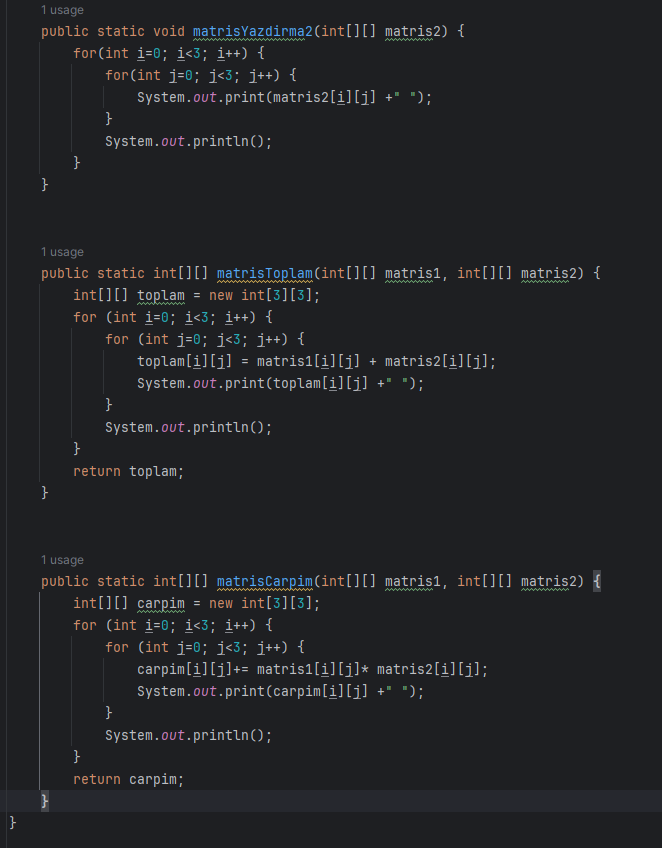 1 usage
public static void matrisYazdirma2(int[][] matris2) {
for(int i=0; i<3; i++) {
for(int j=0; j<3; j++) {
System.out.print(matris2[i][j] +" ");
}
System.out.println();
}
}
1 usage
public static int[][] matrisToplam(int[][] matris1, int[][] matris2) {
int[][] toplam = new int[3][3];
for (int i=0; i<3; i++) {
for (int j=0; j<3; j++) {
toplam[i][j] = matris1[i][j] + matris2[i][j];
System.out.print(toplam[i][j] +" ");
}
System.out.println();
}
return toplam;
}
1 usage
public static int[][] matrisCarpim(int[][] matris1, int[][] matris2) {
int[][] carpim = new int[3][3];
for (int i=0; i<3; i++) {
for (int j=0; j<3; j++) {
carpim[i][j]+= matris1[i][j]* matris2[i][j];
System.out.print(carpim[i][j] +" ");
}
System.out.println();
}
return carpim;
}
}